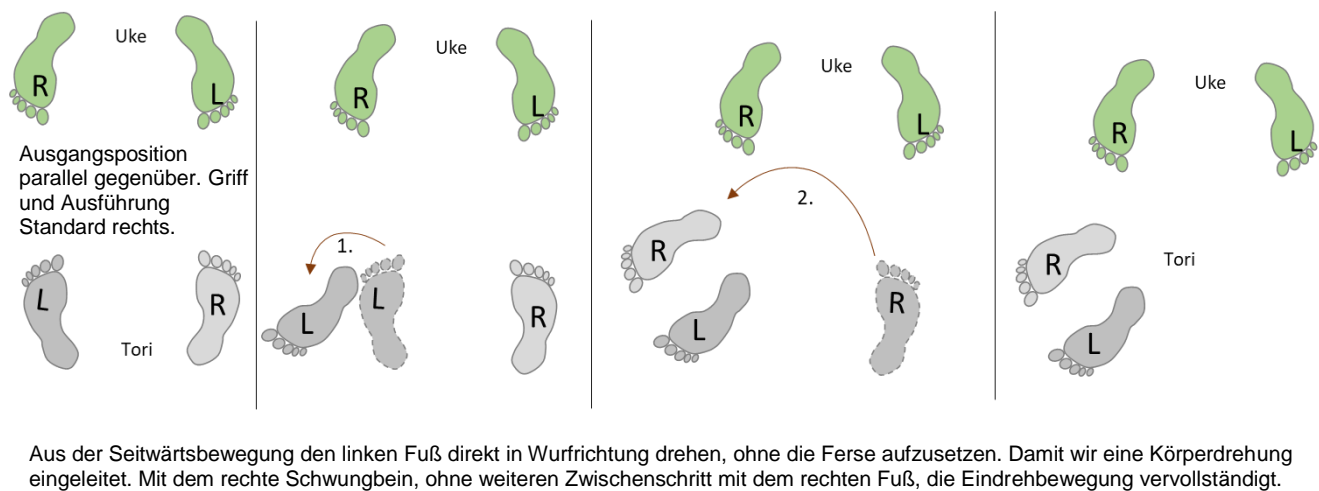 Uke
R
L
Ausgangsposition
parallel gegenüber. Griff
und Ausführung
Standard rechts.
L
R
Tori
Uke
R
L
1.
L
L
R
Uke
R
L
2.
R
L
R
Uke
R
L
R
Tori
L
Aus der Seitwärtsbewegung den linken Fuß direkt in Wurfrichtung drehen, ohne die Ferse aufzusetzen. Damit wir eine Körperdrehung
eingeleitet. Mit dem rechte Schwungbein, ohne weiteren Zwischenschritt mit dem rechten Fuß, die Eindrehbewegung vervollständigt.